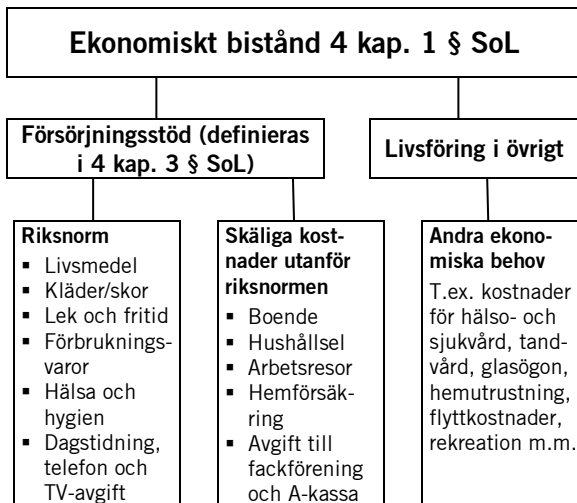 Ekonomiskt bistånd 4 kap. 1 § SoL
Försörjningsstöd (definieras
i 4 kap. 3 § SoL)
Livsföring i övrigt
Riksnorm
▪ Livsmedel
▪ Kläder/skor
▪ Lek och fritid
▪ Förbruknings-
varor
▪ Hälsa och
hygien
▪ Dagstidning,
telefon och
TV-avgift
Skäliga kost-
nader utanför
riksnormen
▪ Boende
▪ Hushållsel
▪ Arbetsresor
▪ Hemförsäk-
ring
▪ Avgift till
fackförening
och A-kassa
Andra ekono-
miska behov
T.ex. kostnader
för hälso- och
sjukvård, tand-
vård, glasögon,
hemutrustning,
flyttkostnader,
rekreation m.m.